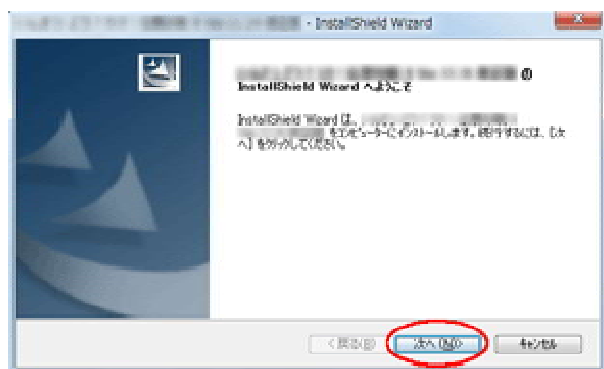 - InstallShield Wizard
の
InstallShield Wizard へようこそ
InstallShield Wizard は、
をコンピューターにインストールします。続行するには、[次
へ] をクリックしてください。
< 戻る(B) 次へ(N)> キャンセル